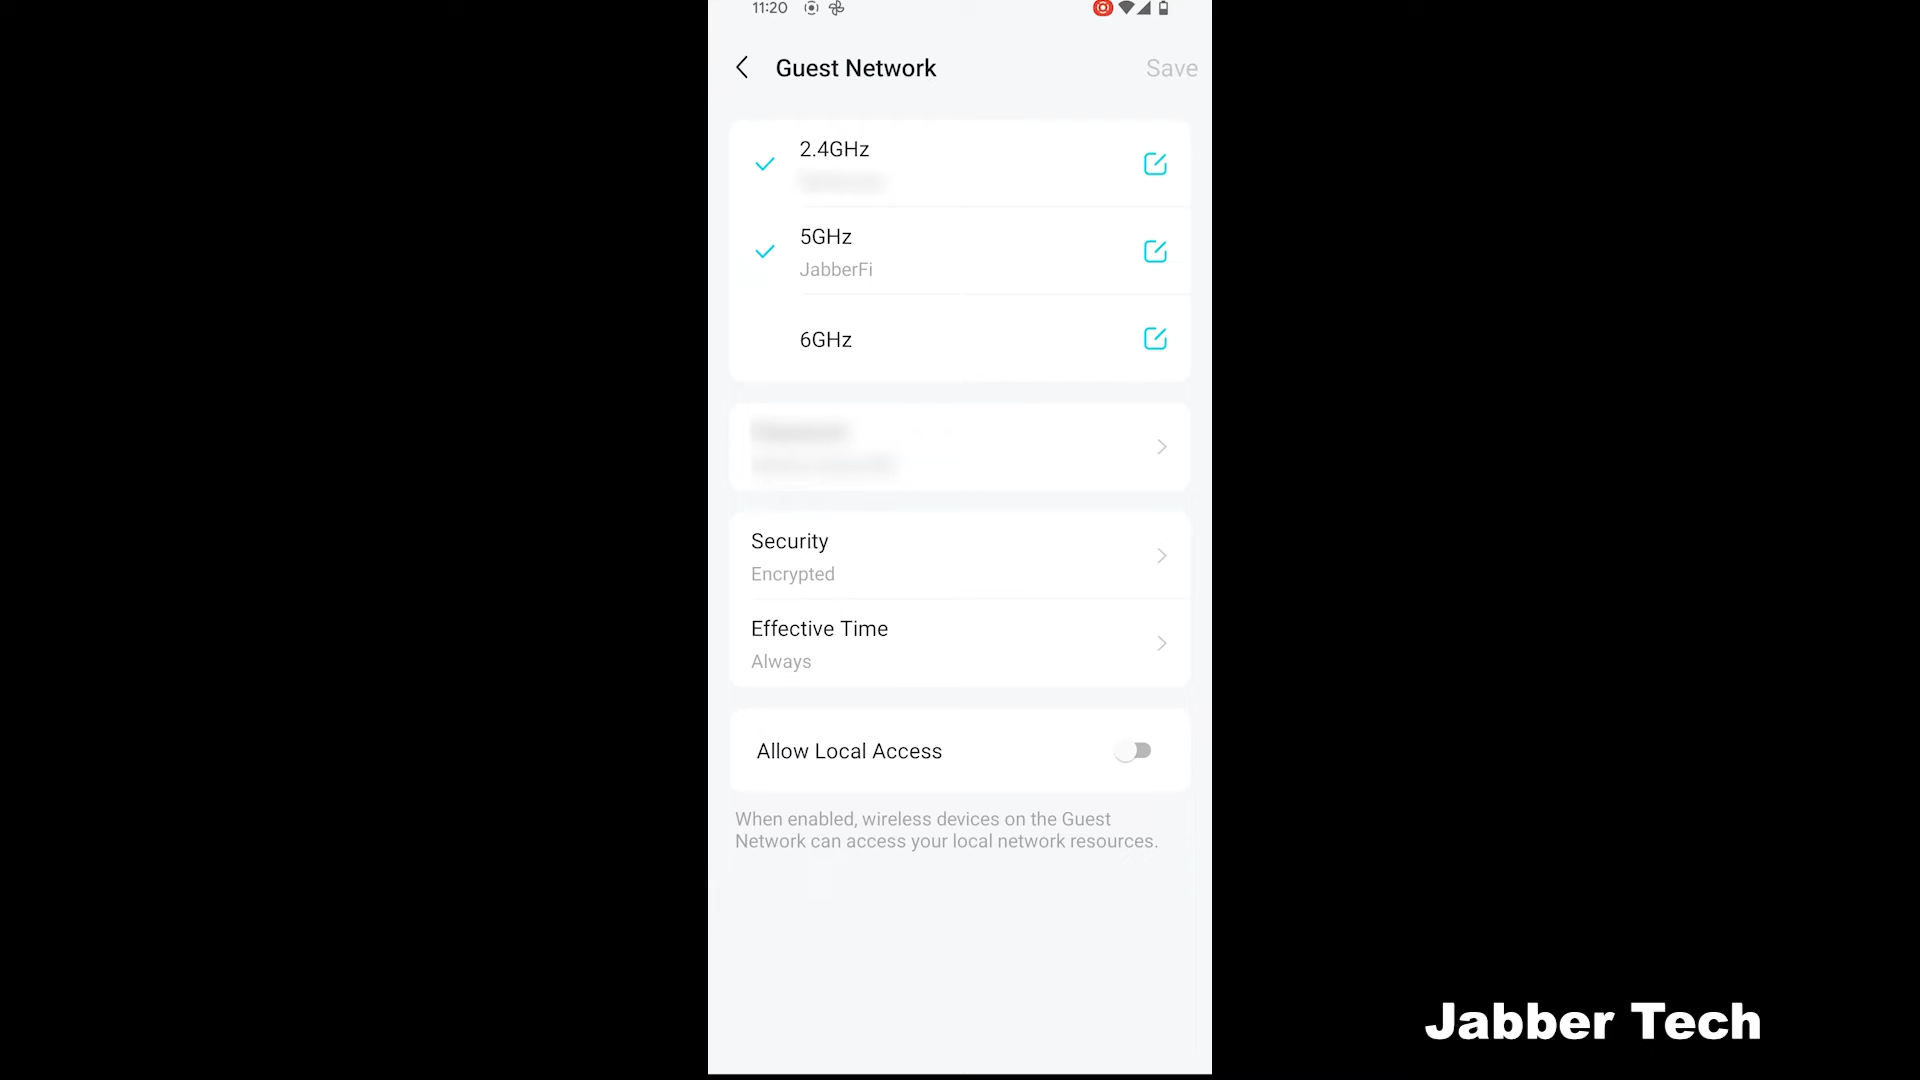 11:20
Guest Network
Save
2.4GHz
5GHz
JabberFi
6GHz
Security
Encrypted
Effective Time
Always
Allow Local Access
When enabled, wireless devices on the Guest
Network can access your local network resources.
Jabber Tech